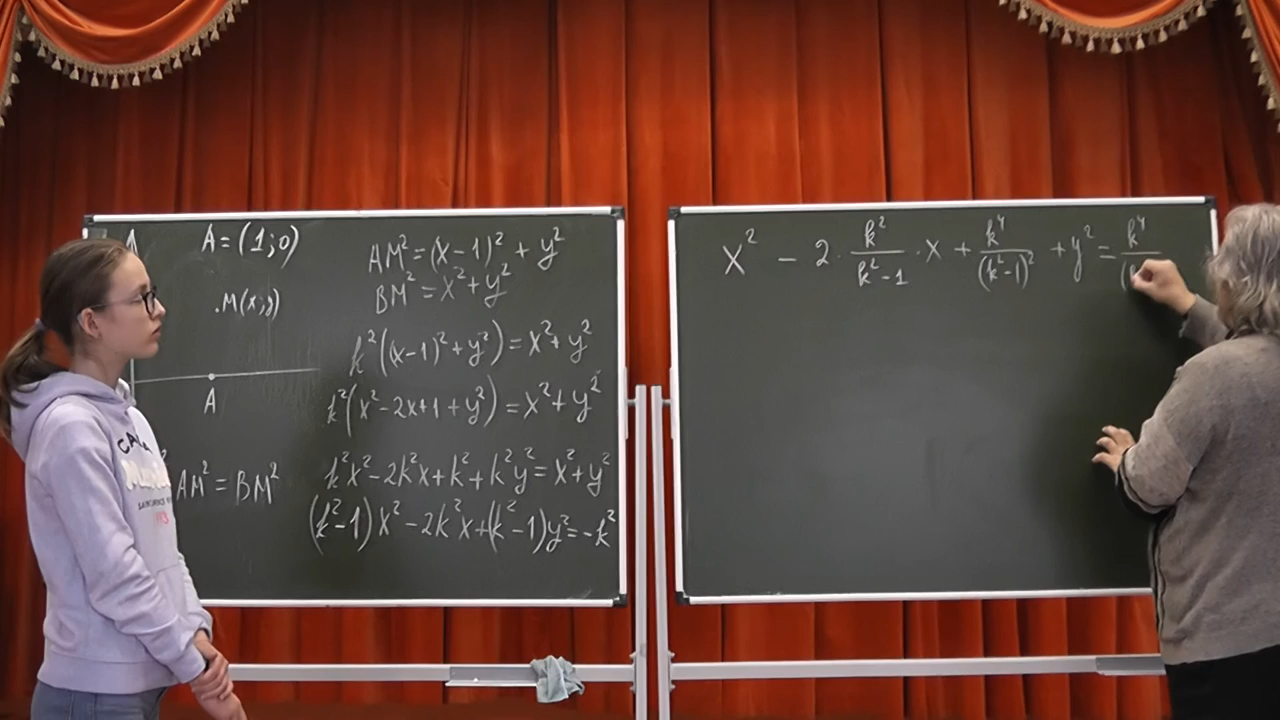 A = (1;0)
.M(x;y)
A
AM² = BM²
AM² = (x-1)² + y²
BM² = x² + y²
k²((x-1)² + y²) = x² + y²
k²(x² - 2x + 1 + y²) = x² + y²
k²x² - 2k²x + k² + k²y² = x² + y²
(k²-1)x² - 2k²x + (k²-1)y² = -k²
x² - 2 · k²/(k²-1) · x + k⁴/(k²-1)² + y² = k⁴/(